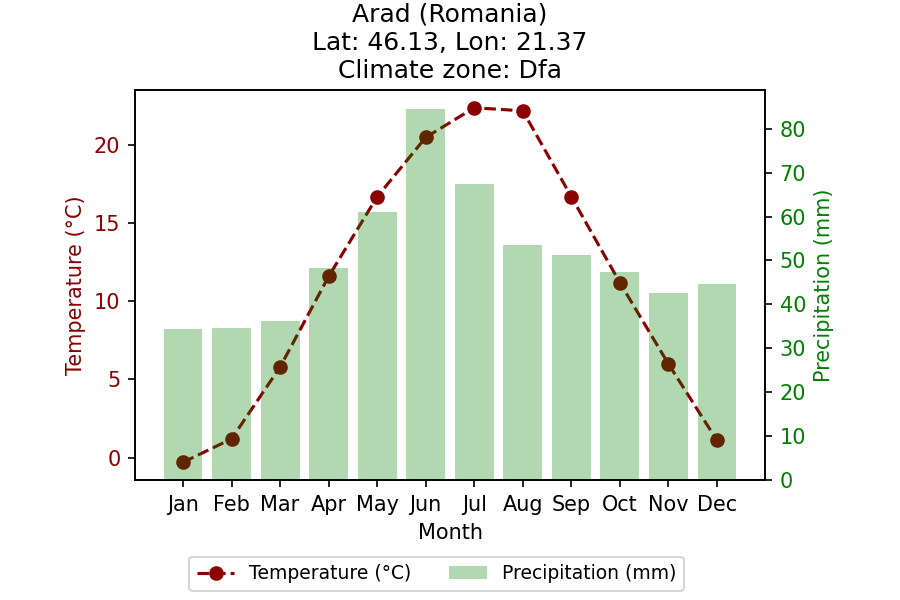 Arad (Romania)
Lat: 46.13, Lon: 21.37
Climate zone: Dfa
Temperature (°C)
20
15
10
5
0
80
70
60
50
40
30
20
10
0
Precipitation (mm)
Jan Feb Mar Apr May Jun Jul Aug Sep Oct Nov Dec
Month
Temperature (°C) Precipitation (mm)